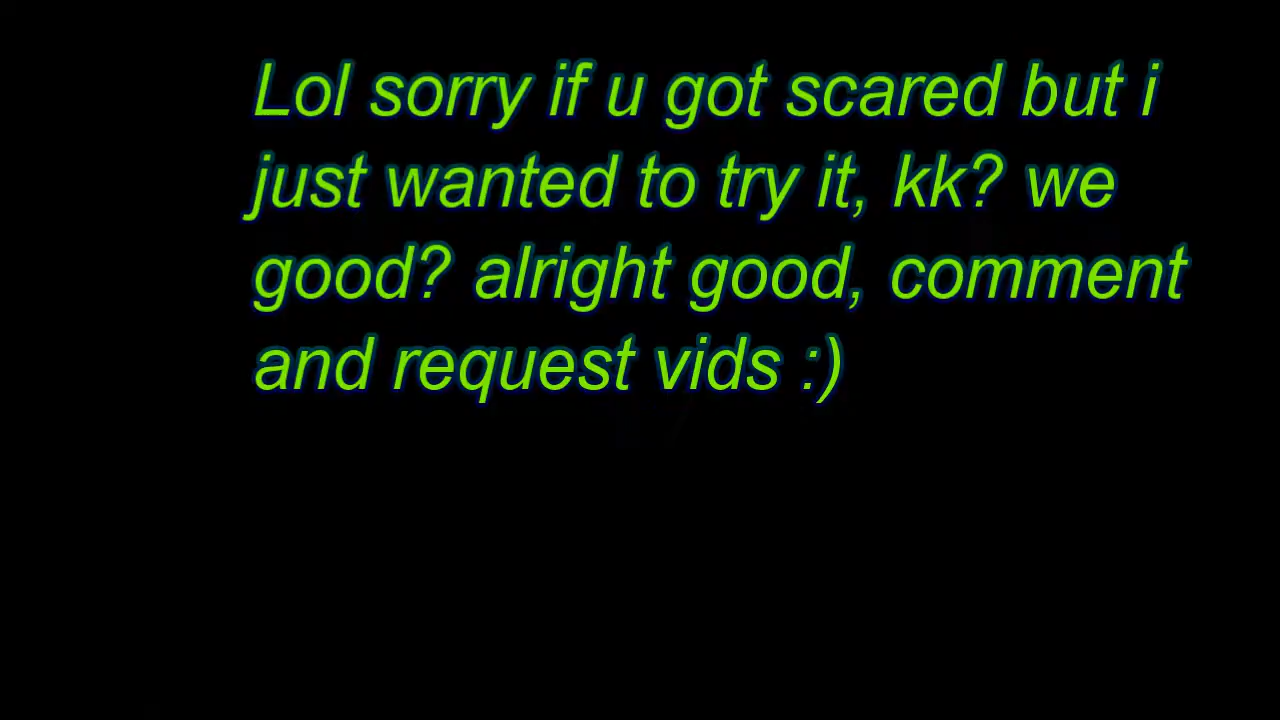 Lol sorry if u got scared but i
just wanted to try it, kk? we
good? alright good, comment
and request vids :)